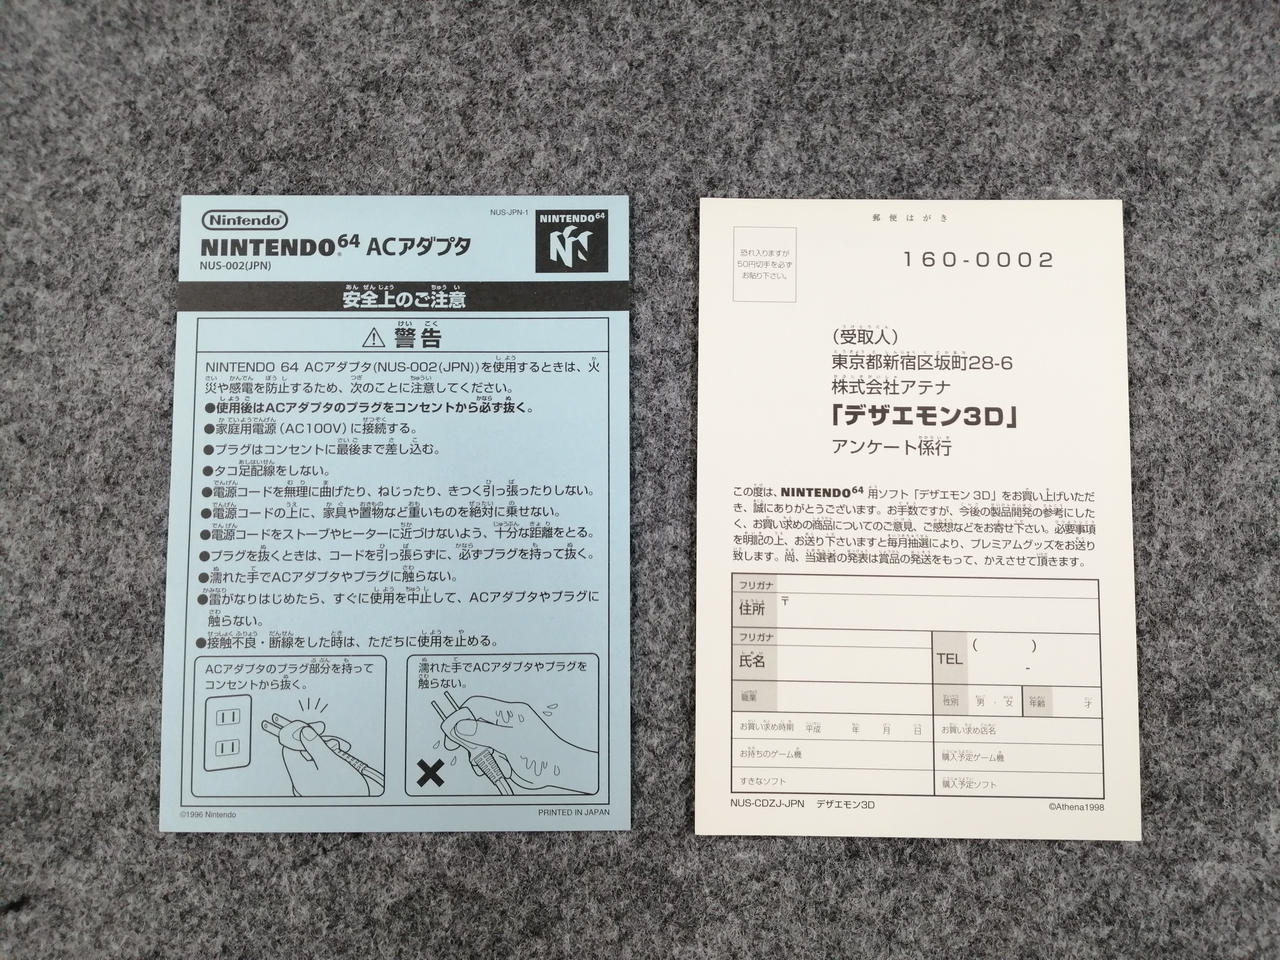 Nintendo
NUS-JPN-1
NINTENDO64 ACアダプタ
NUS-002(JPN)
NINTENDO64
安全上のご注意
警告
NINTENDO 64 ACアダプタ(NUS-002(JPN))を使用するときは、火
災や感電を防止するため、次のことに注意してください。
●使用後はACアダプタのプラグをコンセントから必ず抜く。
●家庭用電源(AC100V)に接続する。
●プラグはコンセントに最後まで差し込む。
●タコ足配線をしない。
●電源コードを無理に曲げたり、ねじったり、きつく引っ張ったりしない。
●電源コードの上に、家具や置物など重いものを絶対に乗せない。
●電源コードをストーブやヒーターに近づけないよう、十分な距離をとる。
●プラグを抜くときは、コードを引っ張らずに、必ずプラグを持って抜く。
●濡れた手でACアダプタやプラグに触らない。
●雷がなりはじめたら、すぐに使用を中止して、ACアダプタやプラグに
触らない。
●接触不良・断線をした時は、ただちに使用を止める。
ACアダプタのプラグ部分を持って
コンセントから抜く。
濡れた手でACアダプタやプラグを
触らない。
©1996 Nintendo
PRINTED IN JAPAN
郵便はがき
恐れ入りますが
50円切手を必ず
お貼り下さい。
160-0002
(受取人)
東京都新宿区坂町28-6
株式会社アテナ
「デザエモン3D」
アンケート係行
この度は、NINTENDO64用ソフト「デザエモン3D」をお買い上げいただ
き、誠にありがとうございます。お手数ですが、今後の製品開発の参考にしたく
、お買い求めの商品についてのご意見、ご感想などをお寄せ下さい。必要事項
を明記の上、お送り下さいますと毎月抽選により、プレミアムグッズをお送り
致します。尚、当選者の発表は賞品の発送をもって、かえさせて頂きます。
フリガナ
住所
〒
フリガナ
氏名
TEL
( )
-
職業
性別 男・女 年齢 才
お買い求め時期 平成 年 月 日
お買い求め店名
お持ちのゲーム機
購入予定ゲーム機
すきなソフト
購入予定ソフト
NUS-CDZJ-JPN デザエモン3D
©Athena1998